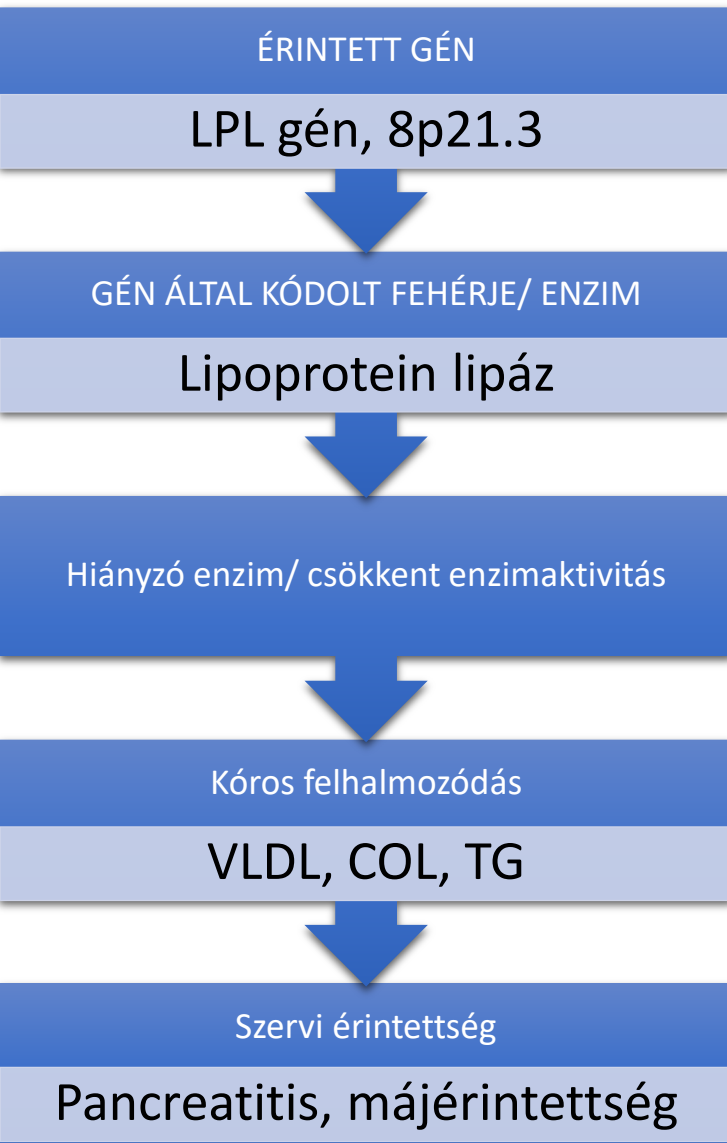 ÉRINTETT GÉN
LPL gén, 8p21.3
GÉN ÁLTAL KÓDOLT FEHÉRJE/ ENZIM
Lipoprotein lipáz
Hiányzó enzim/ csökkent enzimaktivitás
Kóros felhalmozódás
VLDL, COL, TG
Szervi érintettség
Pancreatitis, májérintettség